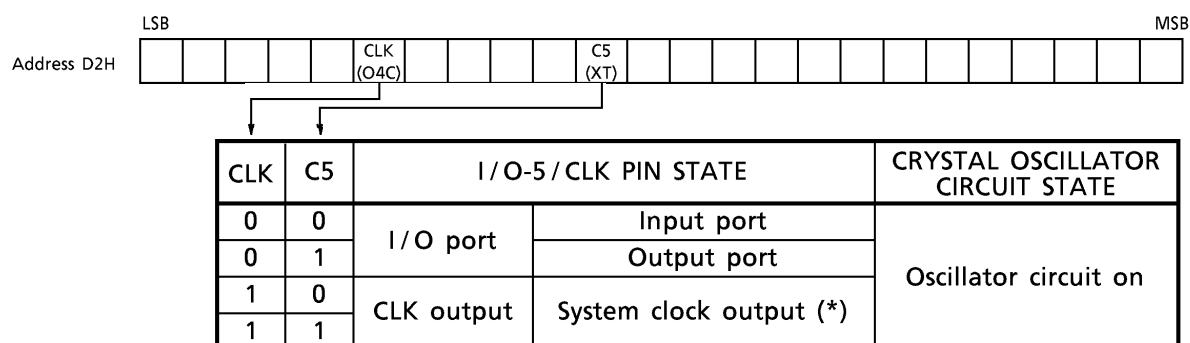 LSB MSB
Address D2H CLK (O4C) C5 (XT)
CLK C5 I/O-5/CLK PIN STATE CRYSTAL OSCILLATOR CIRCUIT STATE
0 0 I/O port Input port Oscillator circuit on
0 1 Output port
1 0 CLK output System clock output (*)
1 1